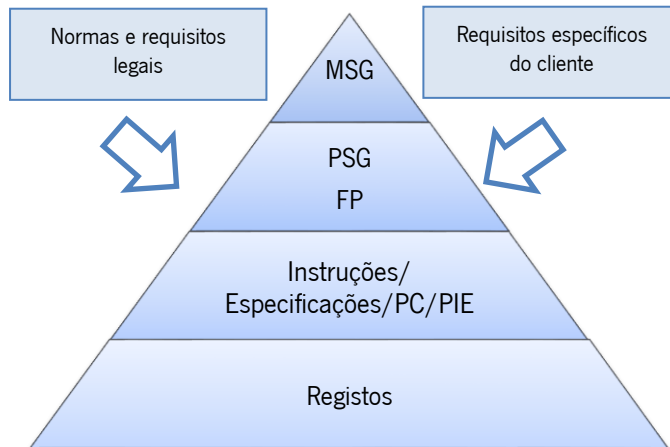 Normas e requisitos
legais
Requisitos específicos
do cliente
MSG
PSG
FP
Instruções/
Especificações/PC/PIE
Registos